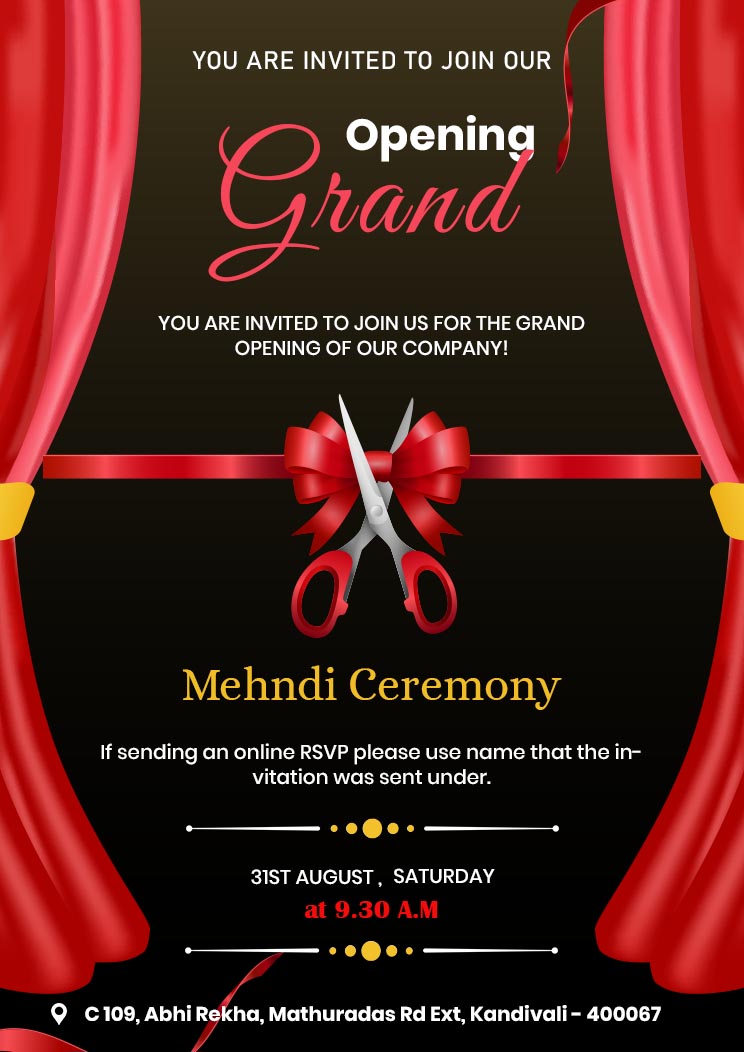 YOU ARE INVITED TO JOIN OUR
Opening
Grand
YOU ARE INVITED TO JOIN US FOR THE GRAND
OPENING OF OUR COMPANY!
Mehndi Ceremony
If sending an online RSVP please use name that the in-
vitation was sent under.
31ST AUGUST , SATURDAY
at 9.30 A.M
C 109, Abhi Rekha, Mathuradas Rd Ext, Kandivali - 400067